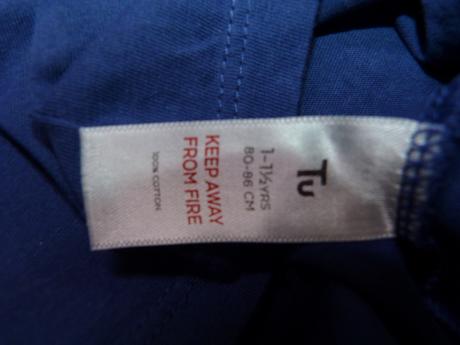 Tu
1-1½YRS
80-86 CM
KEEP AWAY
FROM FIRE
100% COTTON